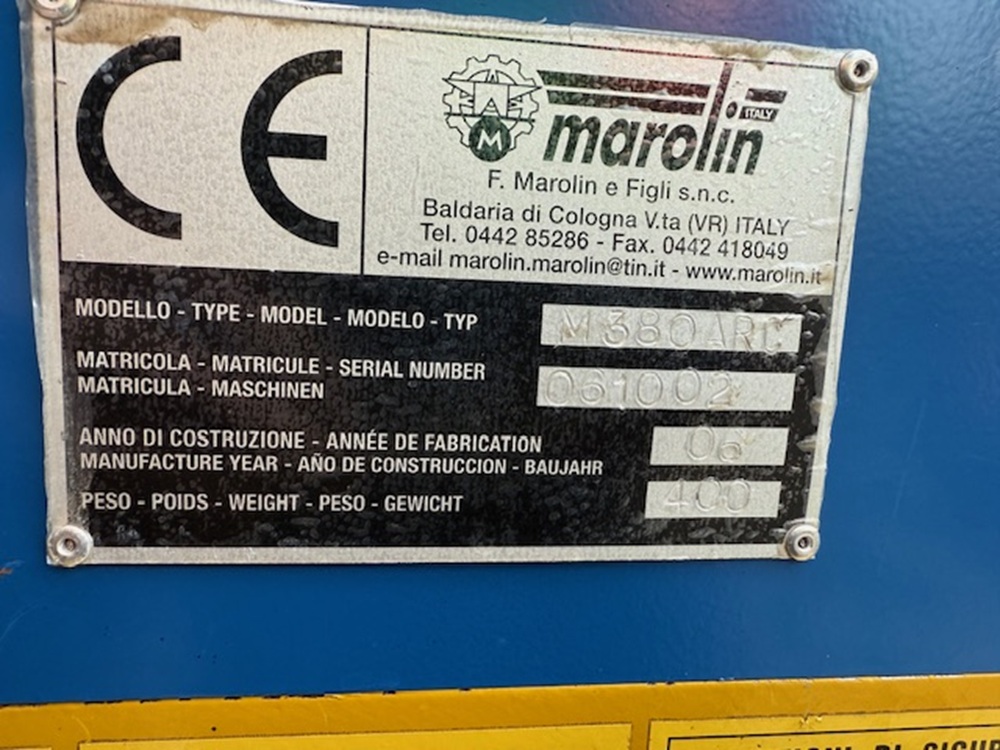 CE
M
marolin
ITALY
F. Marolin e Figli s.n.c.
Baldaria di Cologna V.ta (VR) ITALY
Tel. 0442 85286 - Fax. 0442 418049
e-mail marolin.marolin@tin.it - www.marolin.it
MODELLO - TYPE - MODEL - MODELO - TYP
M380ARC
MATRICOLA - MATRICULE - SERIAL NUMBER
MATRICULA - MASCHINEN
061002
ANNO DI COSTRUZIONE - ANNÉE DE FABRICATION
MANUFACTURE YEAR - AÑO DE CONSTRUCCION - BAUJAHR
06
PESO - POIDS - WEIGHT - PESO - GEWICHT
400
DI